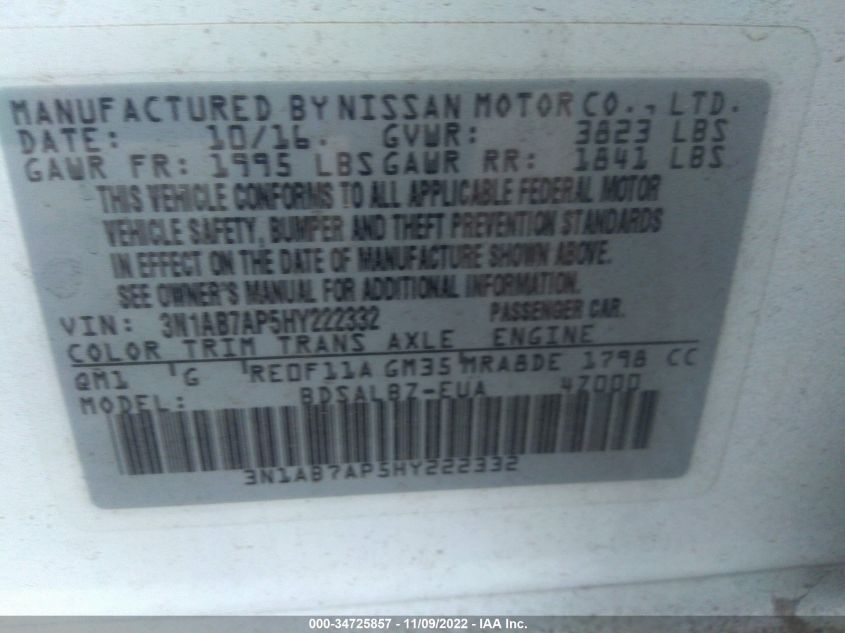 MANUFACTURED BY NISSAN MOTOR CO., LTD.
DATE: 10/16. GVWR: 3823 LBS
GAWR FR: 1995 LBS GAWR RR: 1841 LBS
THIS VEHICLE CONFORMS TO ALL APPLICABLE FEDERAL MOTOR
VEHICLE SAFETY, BUMPER AND THEFT PREVENTION STANDARDS
IN EFFECT ON THE DATE OF MANUFACTURE SHOWN ABOVE.
SEE OWNER'S MANUAL FOR ADDITIONAL INFORMATION.
VIN: 3N1AB7AP5HY222332 PASSENGER CAR.
COLOR TRIM TRANS AXLE ENGINE
QM1 G RE0F11A GM35 MRA8DE 1798 CC
MODEL: BDSALBZ-EUA 47000
3N1AB7AP5HY222332
000-34725857 - 11/09/2022 - IAA Inc.